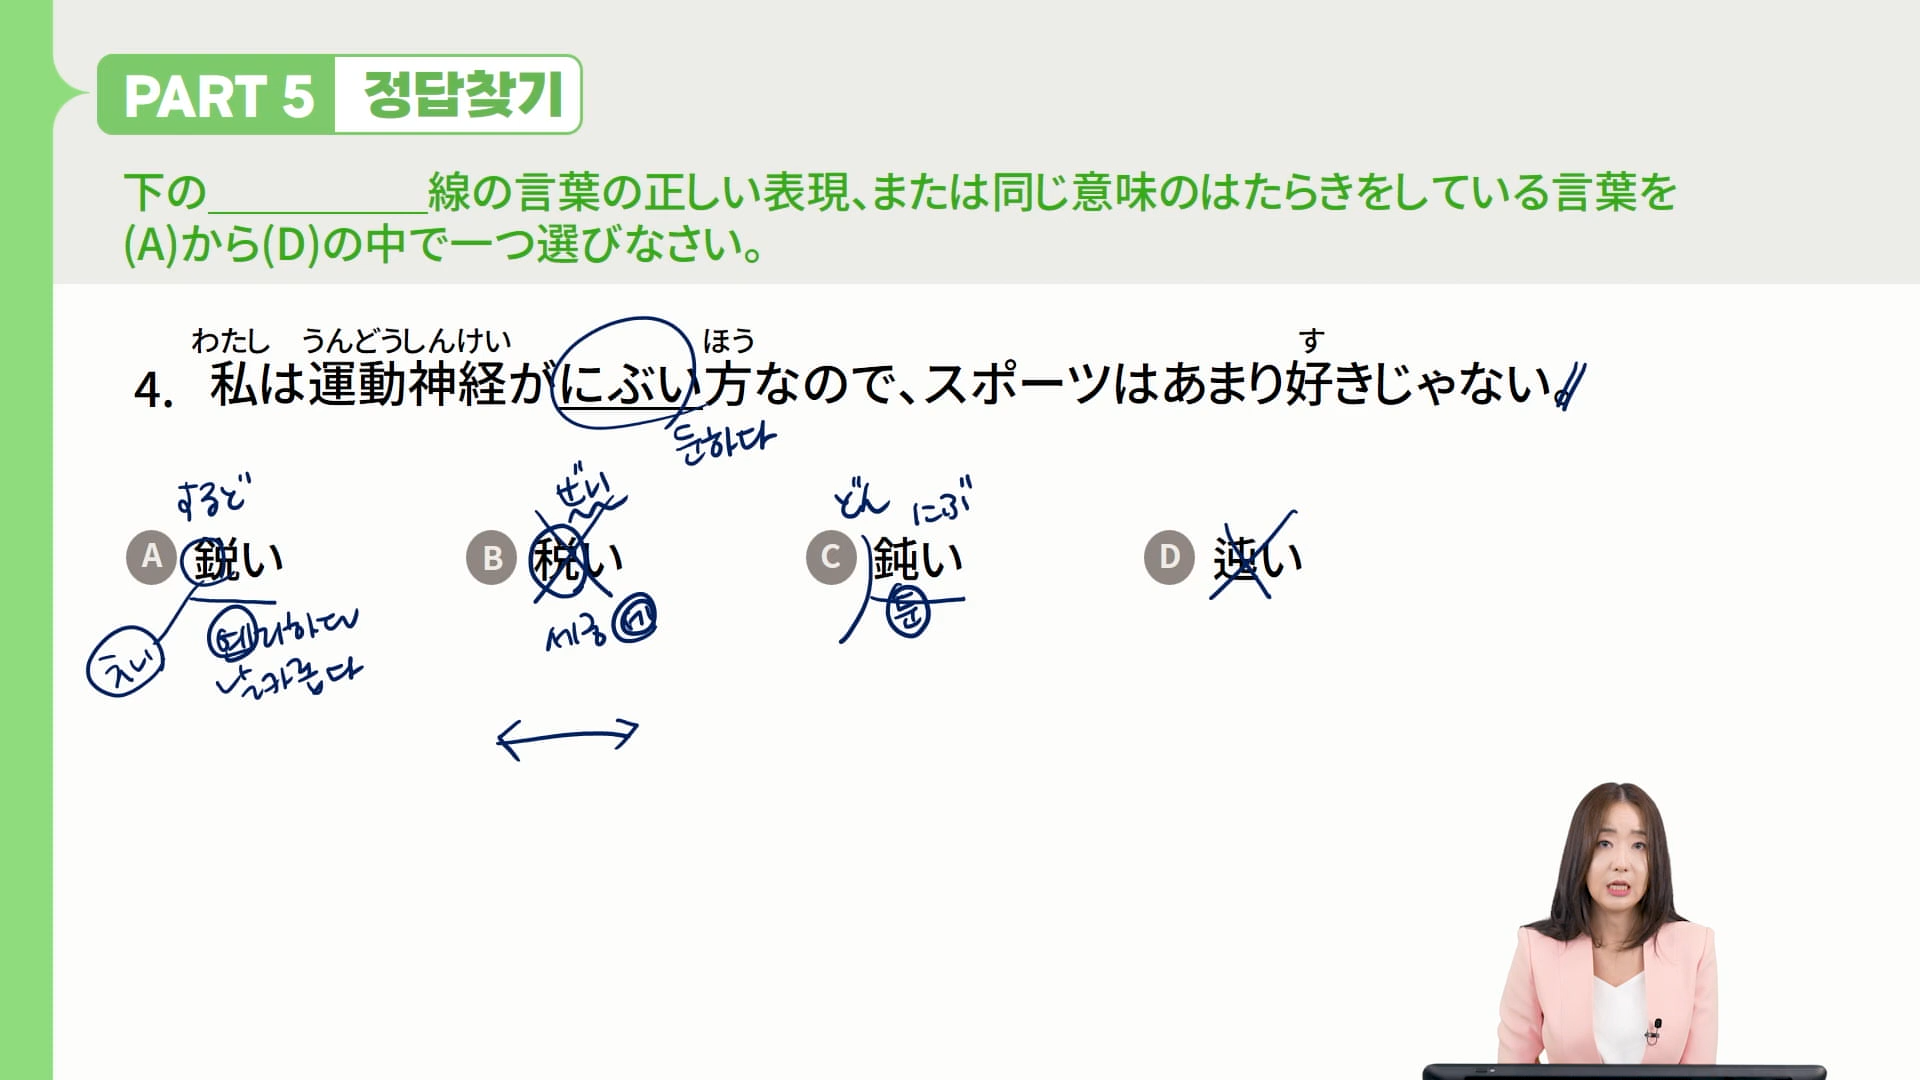 PART 5 정답찾기
下の__________線の言葉の正しい表現、または同じ意味のはたらきをしている言葉を
(A)から(D)の中で一つ選びなさい。
わたし うんどうしんけい ほう す
4. 私は運動神経がにぶい方なので、スポーツはあまり好きじゃない。
둔하다
するど ぜい どん にぶ
A 鋭い B 税い C 鈍い D 遁い
えい 예리하다 세금 세 둔
날카롭다